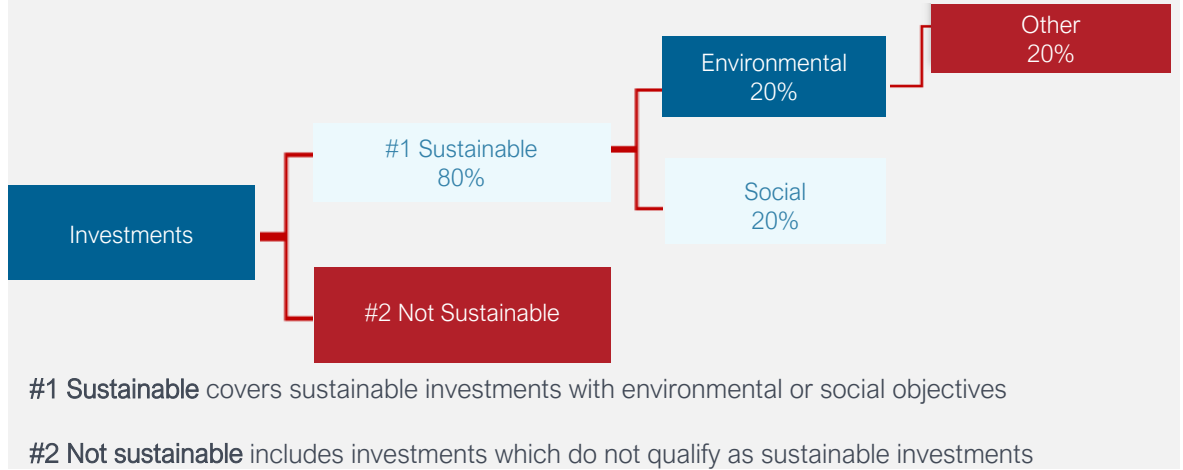 Other
20%
Environmental
20%
#1 Sustainable
80%
Social
20%
Investments
#2 Not Sustainable
#1 Sustainable covers sustainable investments with environmental or social objectives
#2 Not sustainable includes investments which do not qualify as sustainable investments